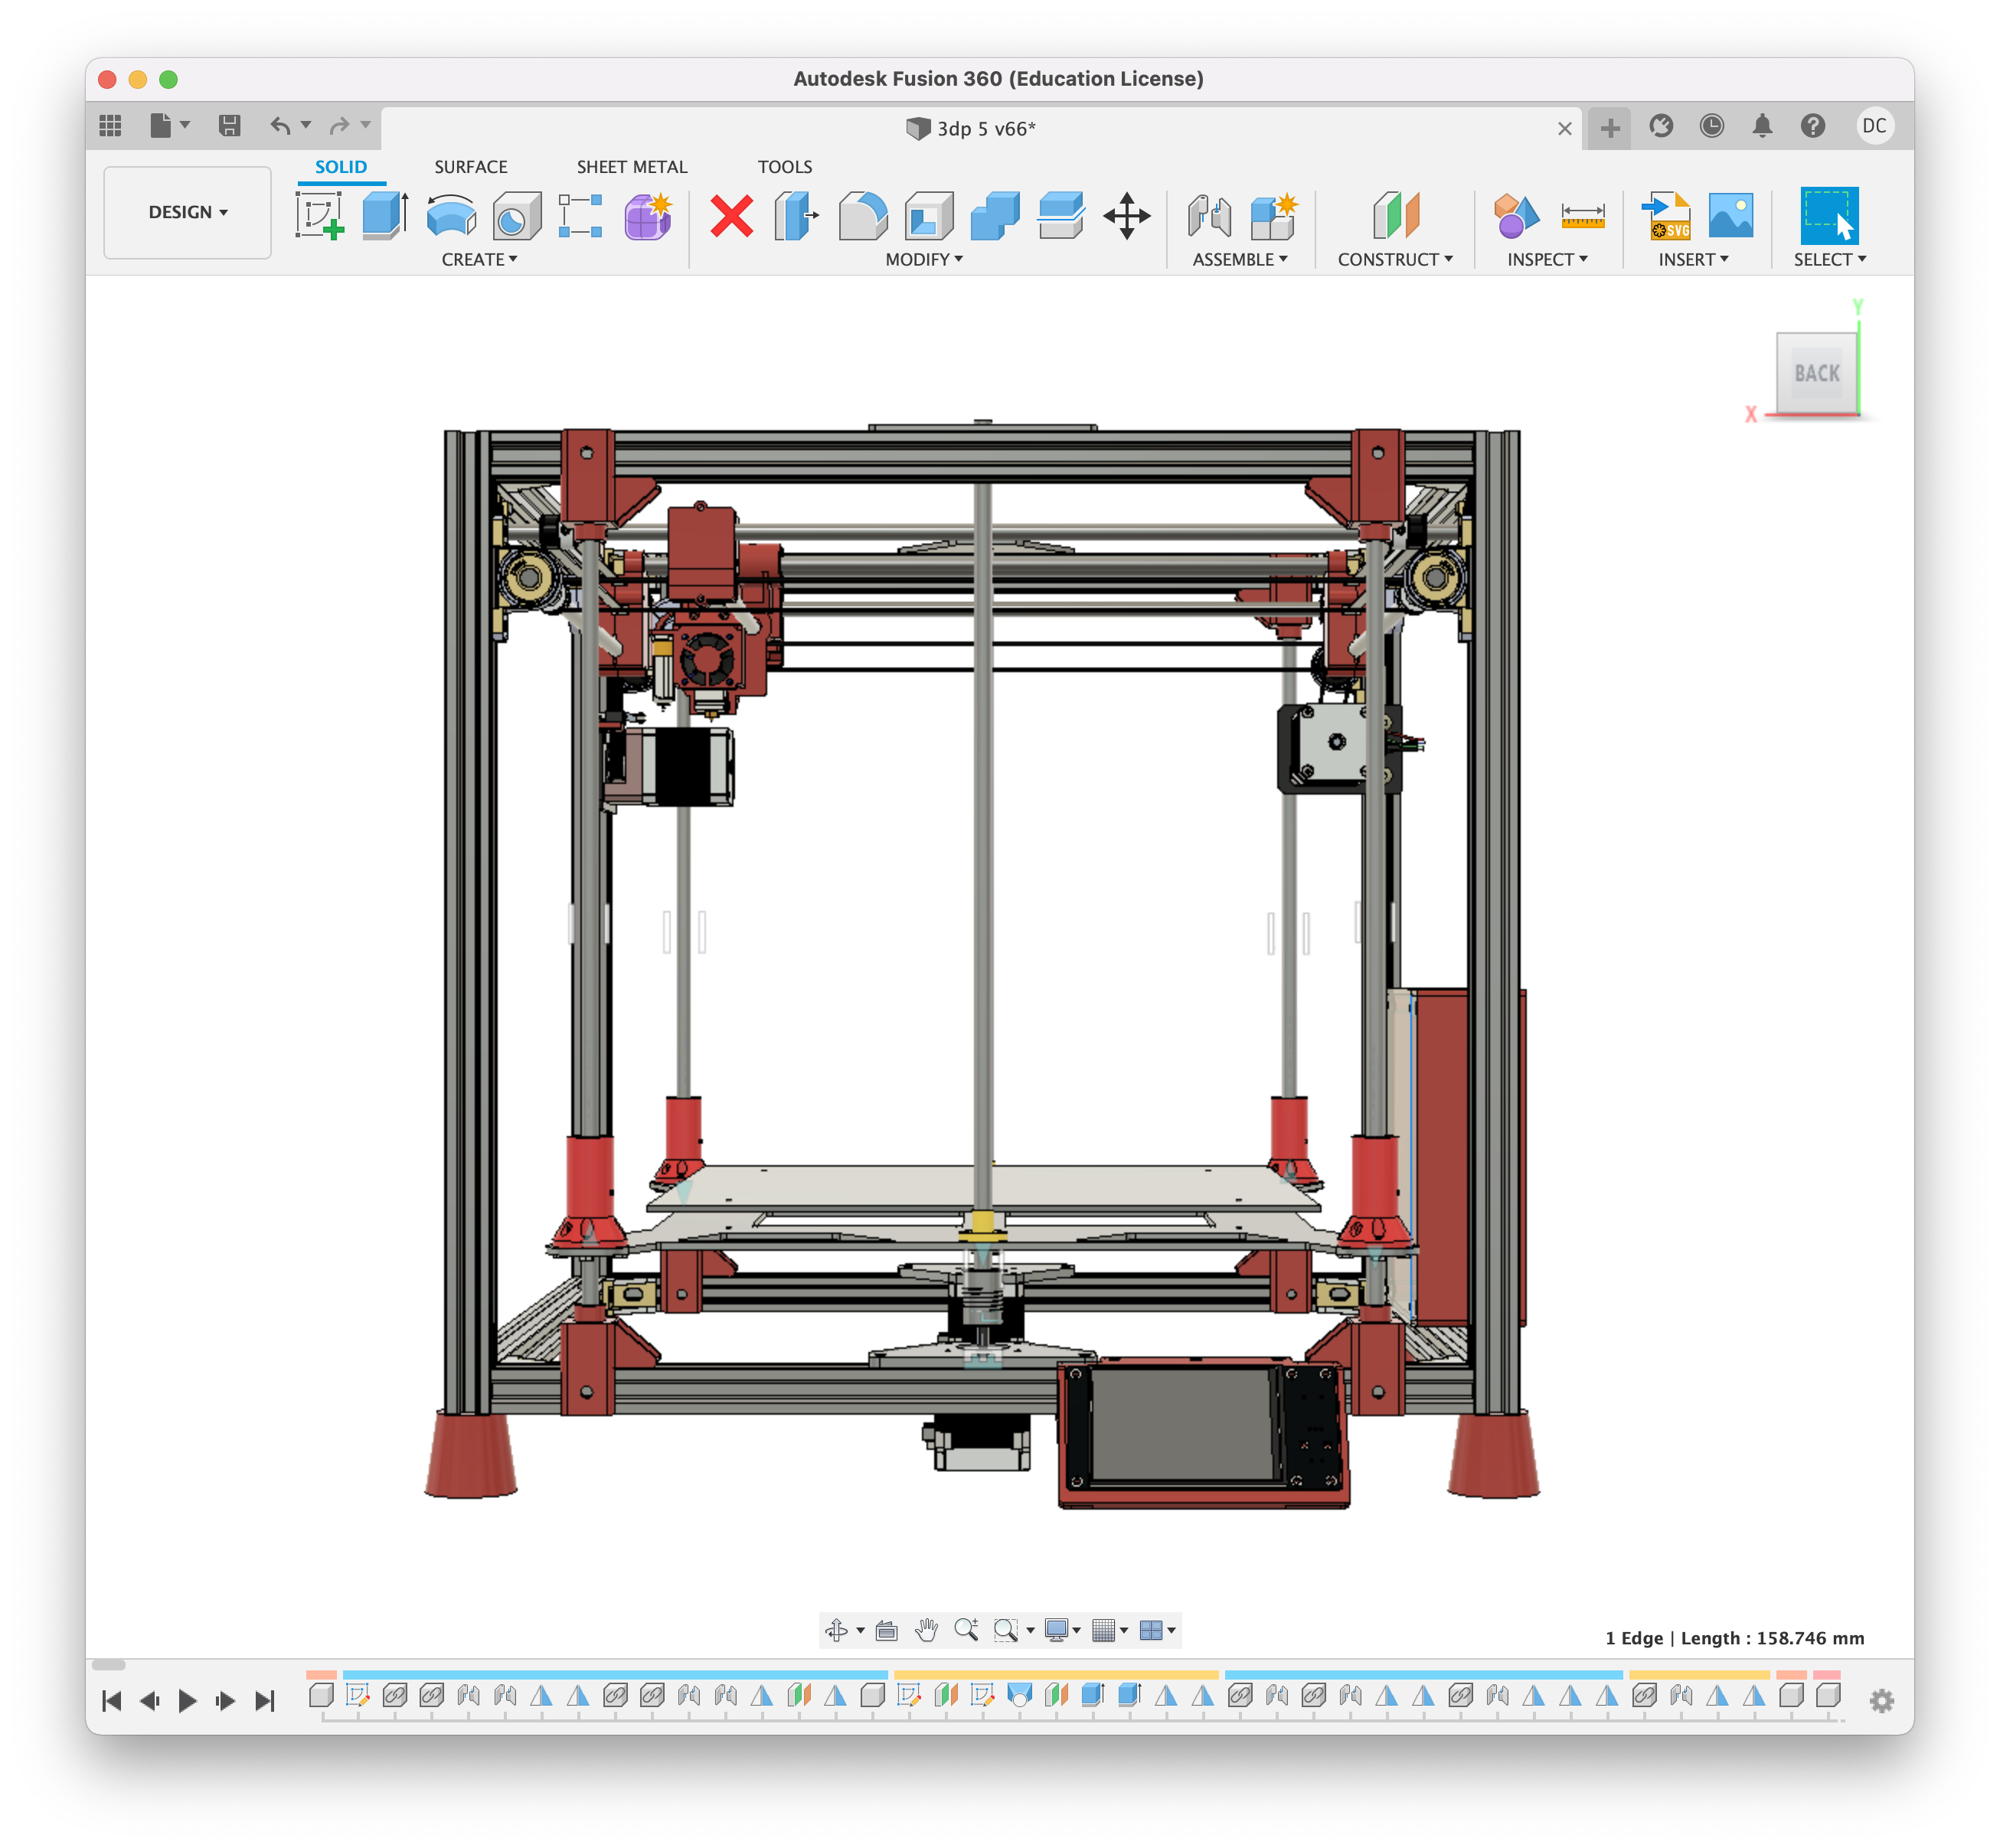 Autodesk Fusion 360 (Education License)
3dp 5 v66*
DC
SOLID SURFACE SHEET METAL TOOLS
DESIGN
SVG
CREATE MODIFY ASSEMBLE CONSTRUCT INSPECT INSERT SELECT
Y
BACK
X
1 Edge | Length : 158.746 mm